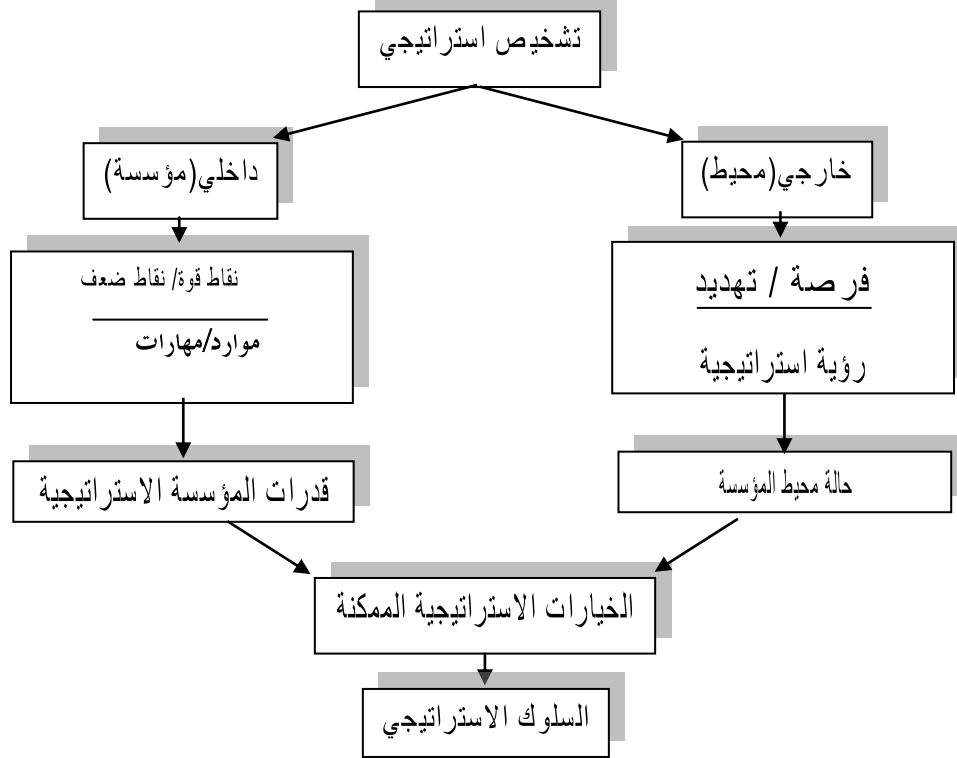 تشخيص استراتيجي
خارجي(محيط)
داخلي(مؤسسة)
فرصة / تهديد
رؤية استراتيجية
نقاط قوة/ نقاط ضعف
موارد/مهارات
حالة محيط المؤسسة
قدرات المؤسسة الاستراتيجية
الخيارات الاستراتيجية الممكنة
السلوك الاستراتيجي